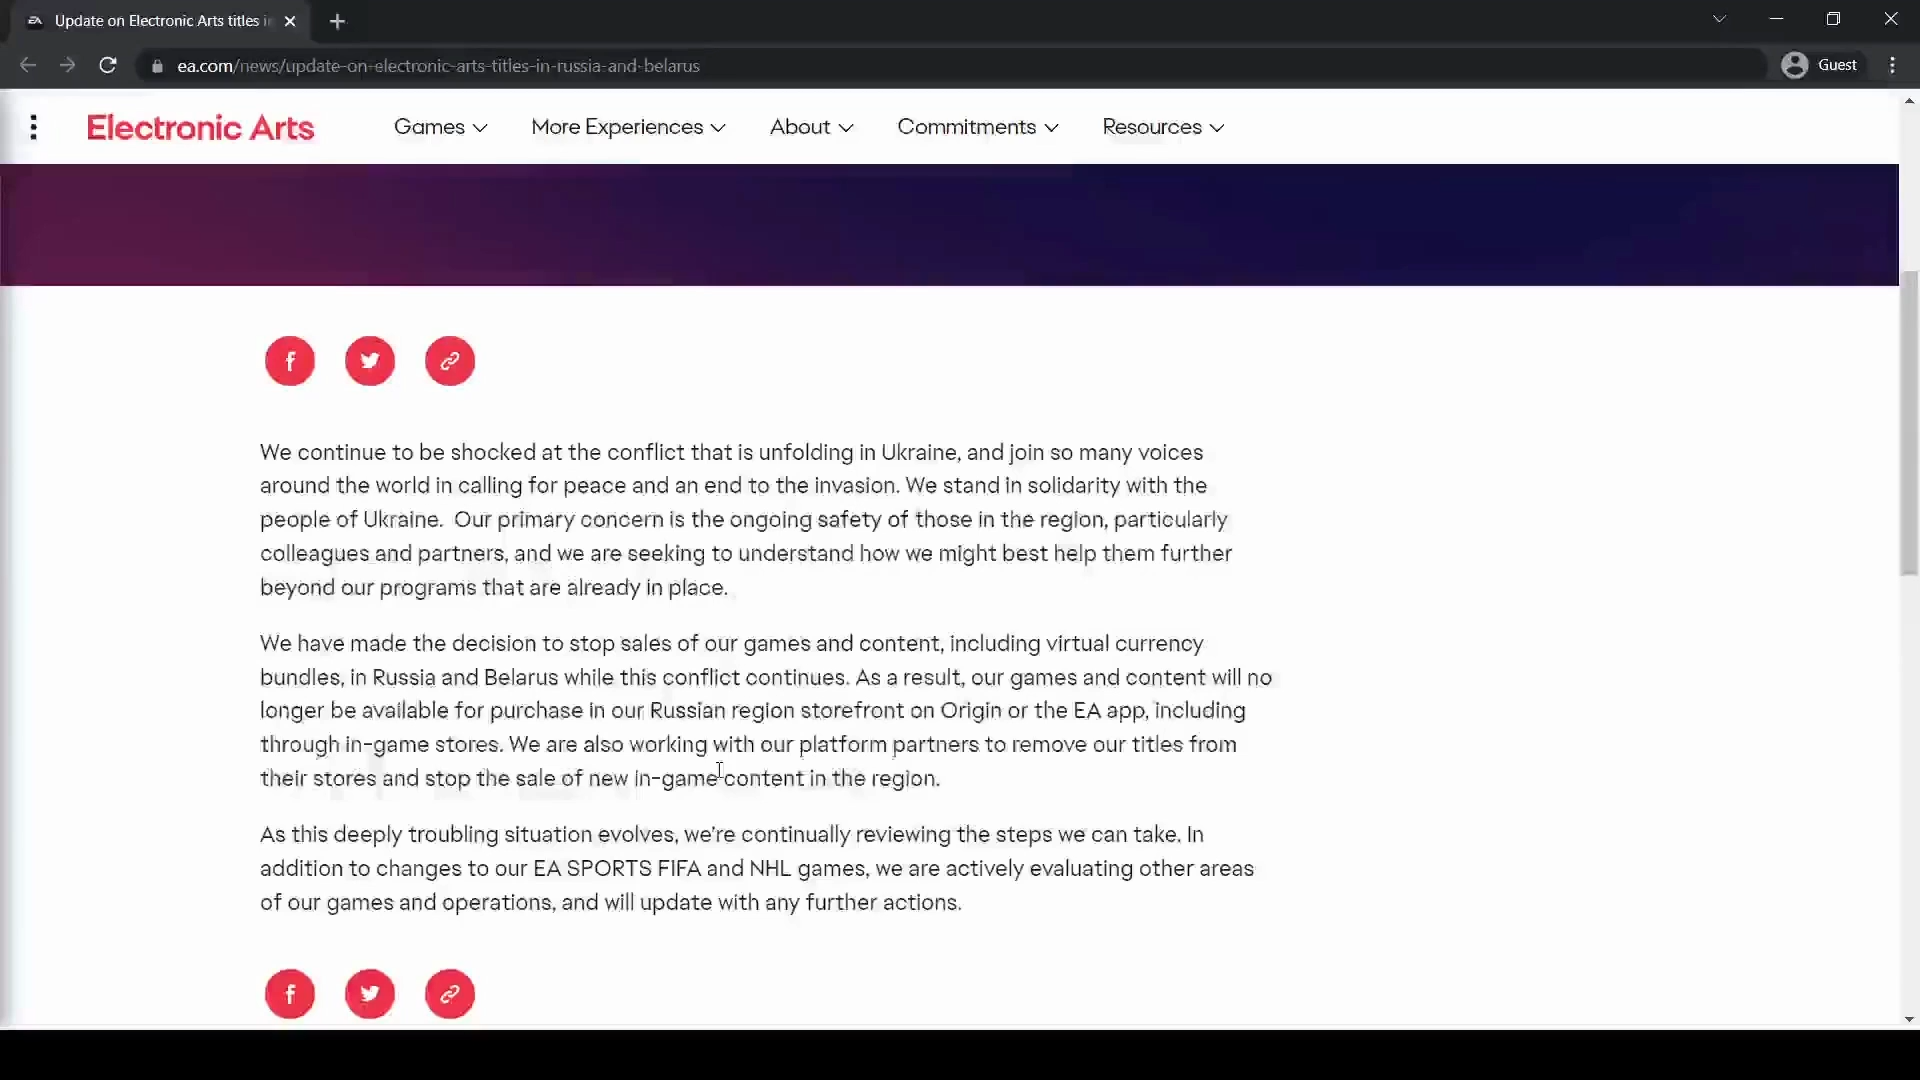 Update on Electronic Arts titles i
ea.com/news/update-on-electronic-arts-titles-in-russia-and-belarus
Guest
Electronic Arts
Games
More Experiences
About
Commitments
Resources
We continue to be shocked at the conflict that is unfolding in Ukraine, and join so many voices
around the world in calling for peace and an end to the invasion. We stand in solidarity with the
people of Ukraine.  Our primary concern is the ongoing safety of those in the region, particularly
colleagues and partners, and we are seeking to understand how we might best help them further
beyond our programs that are already in place.
We have made the decision to stop sales of our games and content, including virtual currency
bundles, in Russia and Belarus while this conflict continues. As a result, our games and content will no
longer be available for purchase in our Russian region storefront on Origin or the EA app, including
through in-game stores. We are also working with our platform partners to remove our titles from
their stores and stop the sale of new in-game content in the region.
As this deeply troubling situation evolves, we're continually reviewing the steps we can take. In
addition to changes to our EA SPORTS FIFA and NHL games, we are actively evaluating other areas
of our games and operations, and will update with any further actions.